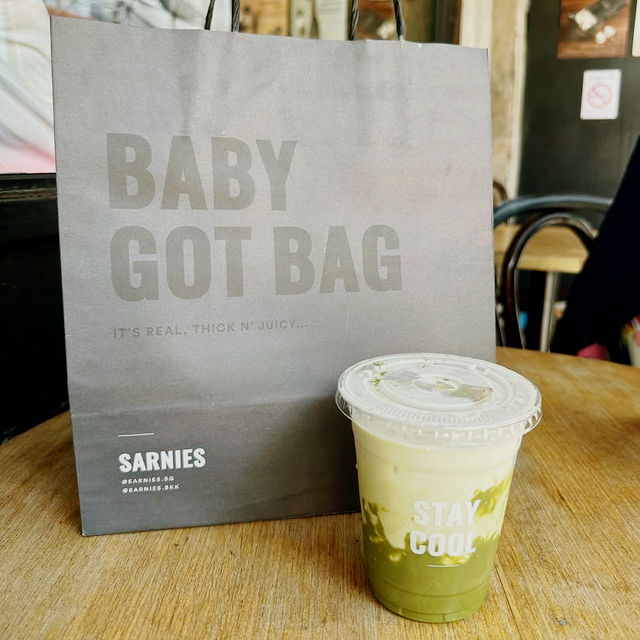 BABY
GOT BAG
IT'S REAL, THICK N' JUICY...
SARNIES
@SARNIES.SG
@SARNIES.BKK
STAY
COOL